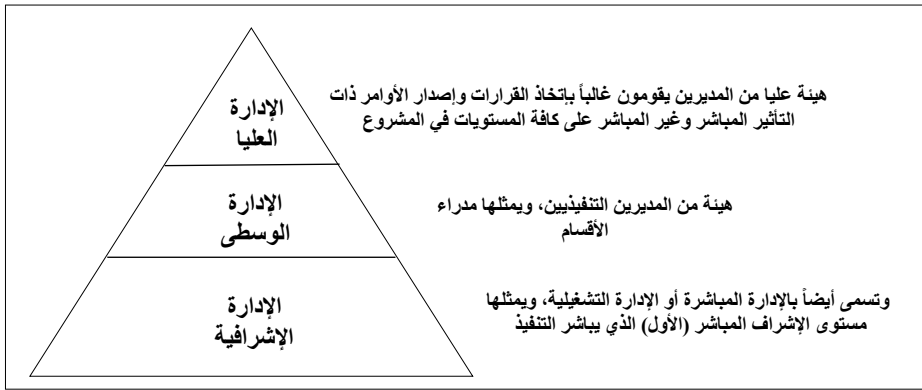 الإدارة
العليا
هيئة عليا من المديرين يقومون غالباً بإتخاذ القرارات وإصدار الأوامر ذات
التأثير المباشر وغير المباشر على كافة المستويات في المشروع
الإدارة
الوسطى
هيئة من المديرين التنفيذيين، ويمثلها مدراء
الأقسام
الإدارة
الإشرافية
وتسمى أيضاً بالإدارة المباشرة أو الإدارة التشغيلية، ويمثلها
مستوى الإشراف المباشر (الأول) الذي يباشر التنفيذ